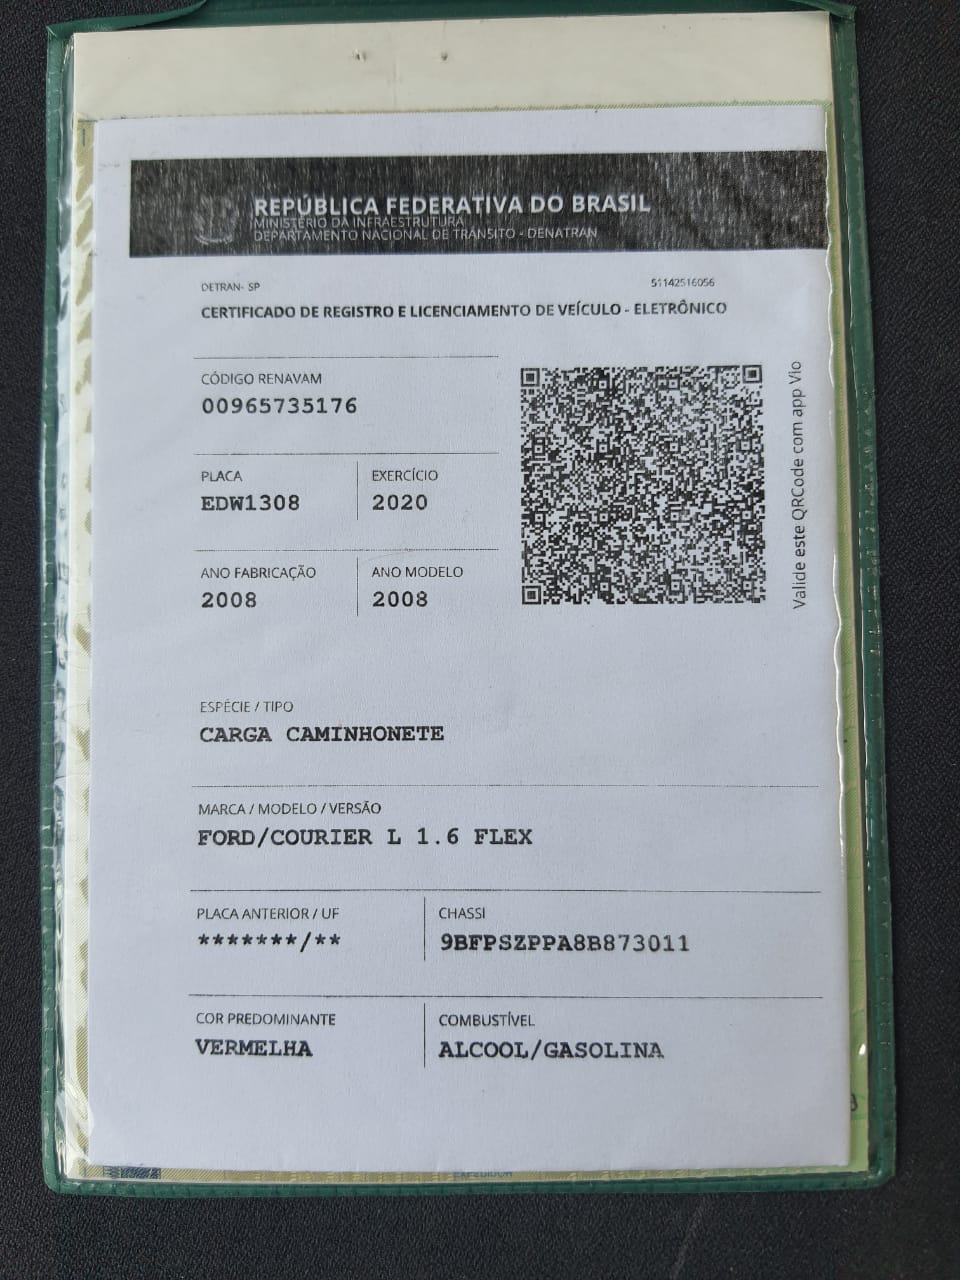 REPÚBLICA FEDERATIVA DO BRASIL
MINISTÉRIO DA INFRAESTRUTURA
DEPARTAMENTO NACIONAL DE TRÂNSITO - DENATRAN
DETRAN- SP
51142516056
CERTIFICADO DE REGISTRO E LICENCIAMENTO DE VEÍCULO - ELETRÔNICO
CÓDIGO RENAVAM
00965735176
PLACA EXERCÍCIO
EDW1308 2020
ANO FABRICAÇÃO ANO MODELO
2008 2008
Valide este QRCode com app Vio
ESPÉCIE / TIPO
CARGA CAMINHONETE
MARCA / MODELO / VERSÃO
FORD/COURIER L 1.6 FLEX
PLACA ANTERIOR / UF CHASSI
*******/** 9BFPSZPPA8B873011
COR PREDOMINANTE COMBUSTÍVEL
VERMELHA ALCOOL/GASOLINA